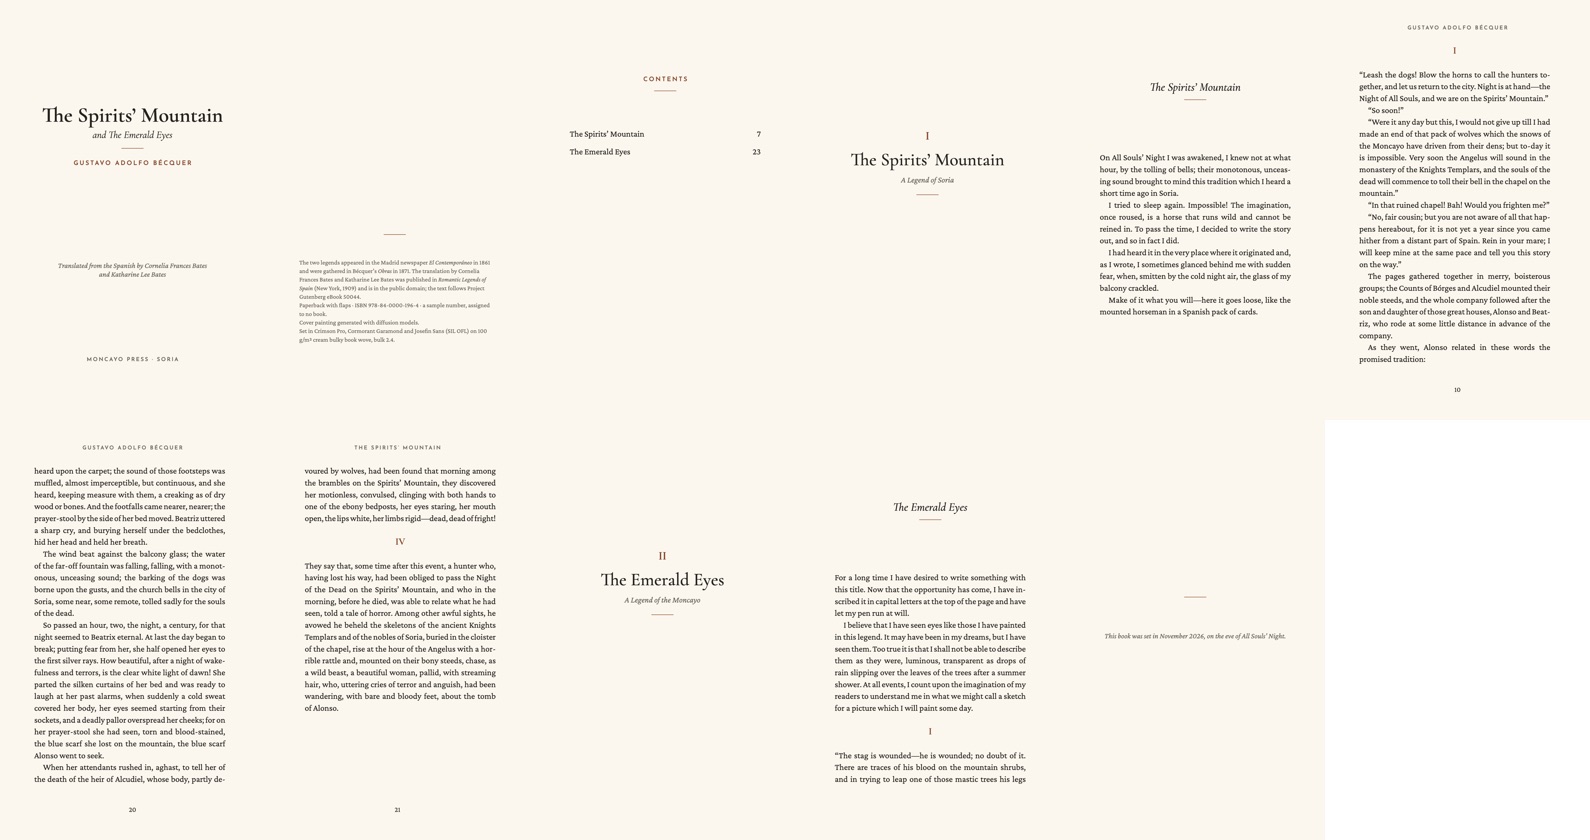 The Spirits’ Mountain
and The Emerald Eyes
GUSTAVO ADOLFO BÉCQUER
Translated from the Spanish by Cornelia Frances Bates
and Katharine Lee Bates
MONCAYO PRESS · SORIA
The two legends appeared in the Madrid newspaper El Contemporáneo in 1861
and were gathered in Bécquer’s Obras in 1871. The translation by Cornelia
Frances Bates and Katharine Lee Bates was published in Romantic Legends of
Spain (New York, 1909) and is in the public domain; the text follows Project
Gutenberg eBook 50044.
Paperback with flaps · ISBN 978-84-0000-196-4 · a sample number, assigned
to no book.
Cover painting generated with diffusion models.
Set in Crimson Pro, Cormorant Garamond and Josefin Sans (SIL OFL) on 100
g/m² cream bulky book wove, bulk 2.4.
CONTENTS
The Spirits’ Mountain 7
The Emerald Eyes 23
I
The Spirits’ Mountain
A Legend of Soria
The Spirits’ Mountain
On All Souls’ Night I was awakened, I knew not at what
hour, by the tolling of bells; their monotonous, unceas-
ing sound brought to mind this tradition which I heard a
short time ago in Soria.
I tried to sleep again. Impossible! The imagination,
once roused, is a horse that runs wild and cannot be
reined in. To pass the time, I decided to write the story
out, and so in fact I did.
I had heard it in the very place where it originated and,
as I wrote, I sometimes glanced behind me with sudden
fear, when, smitten by the cold night air, the glass of my
balcony crackled.
Make of it what you will—here it goes loose, like the
mounted horseman in a Spanish pack of cards.
GUSTAVO ADOLFO BÉCQUER
I
“Leash the dogs! Blow the horns to call the hunters to-
gether, and let us return to the city. Night is at hand—the
Night of All Souls, and we are on the Spirits’ Mountain.”
“So soon!”
“Were it any day but this, I would not give up till I had
made an end of that pack of wolves which the snows of
the Moncayo have driven from their dens; but to-day it
is impossible. Very soon the Angelus will sound in the
monastery of the Knights Templars, and the souls of the
dead will commence to toll their bell in the chapel on the
mountain.”
“In that ruined chapel! Bah! Would you frighten me?”
“No, fair cousin; but you are not aware of all that hap-
pens hereabout, for it is not yet a year since you came
hither from a distant part of Spain. Rein in your mare; I
will keep mine at the same pace and tell you this story
on the way.”
The pages gathered together in merry, boisterous
groups; the Counts of Bórges and Alcudiel mounted their
noble steeds, and the whole company followed after the
son and daughter of those great houses, Alonso and Beat-
riz, who rode at some little distance in advance of the
company.
As they went, Alonso related in these words the
promised tradition:
10
GUSTAVO ADOLFO BÉCQUER
heard upon the carpet; the sound of those footsteps was
muffled, almost imperceptible, but continuous, and she
heard, keeping measure with them, a creaking as of dry
wood or bones. And the footfalls came nearer, nearer; the
prayer-stool by the side of her bed moved. Beatriz uttered
a sharp cry, and burying herself under the bedclothes,
hid her head and held her breath.
The wind beat against the balcony glass; the water
of the far-off fountain was falling, falling, with a monot-
onous, unceasing sound; the barking of the dogs was
borne upon the gusts, and the church bells in the city of
Soria, some near, some remote, tolled sadly for the souls
of the dead.
So passed an hour, two, the night, a century, for that
night seemed to Beatrix eternal. At last the day began to
break; putting fear from her, she half opened her eyes to
the first silver rays. How beautiful, after a night of wake-
fulness and terrors, is the clear white light of dawn! She
parted the silken curtains of her bed and was ready to
laugh at her past alarms, when suddenly a cold sweat
covered her body, her eyes seemed starting from their
sockets, and a deadly pallor overspread her cheeks; for on
her prayer-stool she had seen, torn and blood-stained,
the blue scarf she lost on the mountain, the blue scarf
Alonso went to seek.
When her attendants rushed in, aghast, to tell her of
the death of the heir of Alcudiel, whose body, partly de-
20
THE SPIRITS’ MOUNTAIN
voured by wolves, had been found that morning among
the brambles on the Spirits’ Mountain, they discovered
her motionless, convulsed, clinging with both hands to
one of the ebony bedposts, her eyes staring, her mouth
open, the lips white, her limbs rigid—dead, dead of fright!
IV
They say that, some time after this event, a hunter who,
having lost his way, had been obliged to pass the Night
of the Dead on the Spirits’ Mountain, and who in the
morning, before he died, was able to relate what he had
seen, told a tale of horror. Among other awful sights, he
avowed he beheld the skeletons of the ancient Knights
Templars and of the nobles of Soria, buried in the cloister
of the chapel, rise at the hour of the Angelus with a hor-
rible rattle and, mounted on their bony steeds, chase, as
a wild beast, a beautiful woman, pallid, with streaming
hair, who, uttering cries of terror and anguish, had been
wandering, with bare and bloody feet, about the tomb
of Alonso.
21
II
The Emerald Eyes
A Legend of the Moncayo
The Emerald Eyes
For a long time I have desired to write something with
this title. Now that the opportunity has come, I have in-
scribed it in capital letters at the top of the page and have
let my pen run at will.
I believe that I have seen eyes like those I have painted
in this legend. It may have been in my dreams, but I have
seen them. Too true it is that I shall not be able to describe
them as they were, luminous, transparent as drops of
rain slipping over the leaves of the trees after a summer
shower. At all events, I count upon the imagination of my
readers to understand me in what we might call a sketch
for a picture which I will paint some day.
I
“The stag is wounded—he is wounded; no doubt of it.
There are traces of his blood on the mountain shrubs,
and in trying to leap one of those mastic trees his legs
This book was set in November 2026, on the eve of All Souls’ Night.